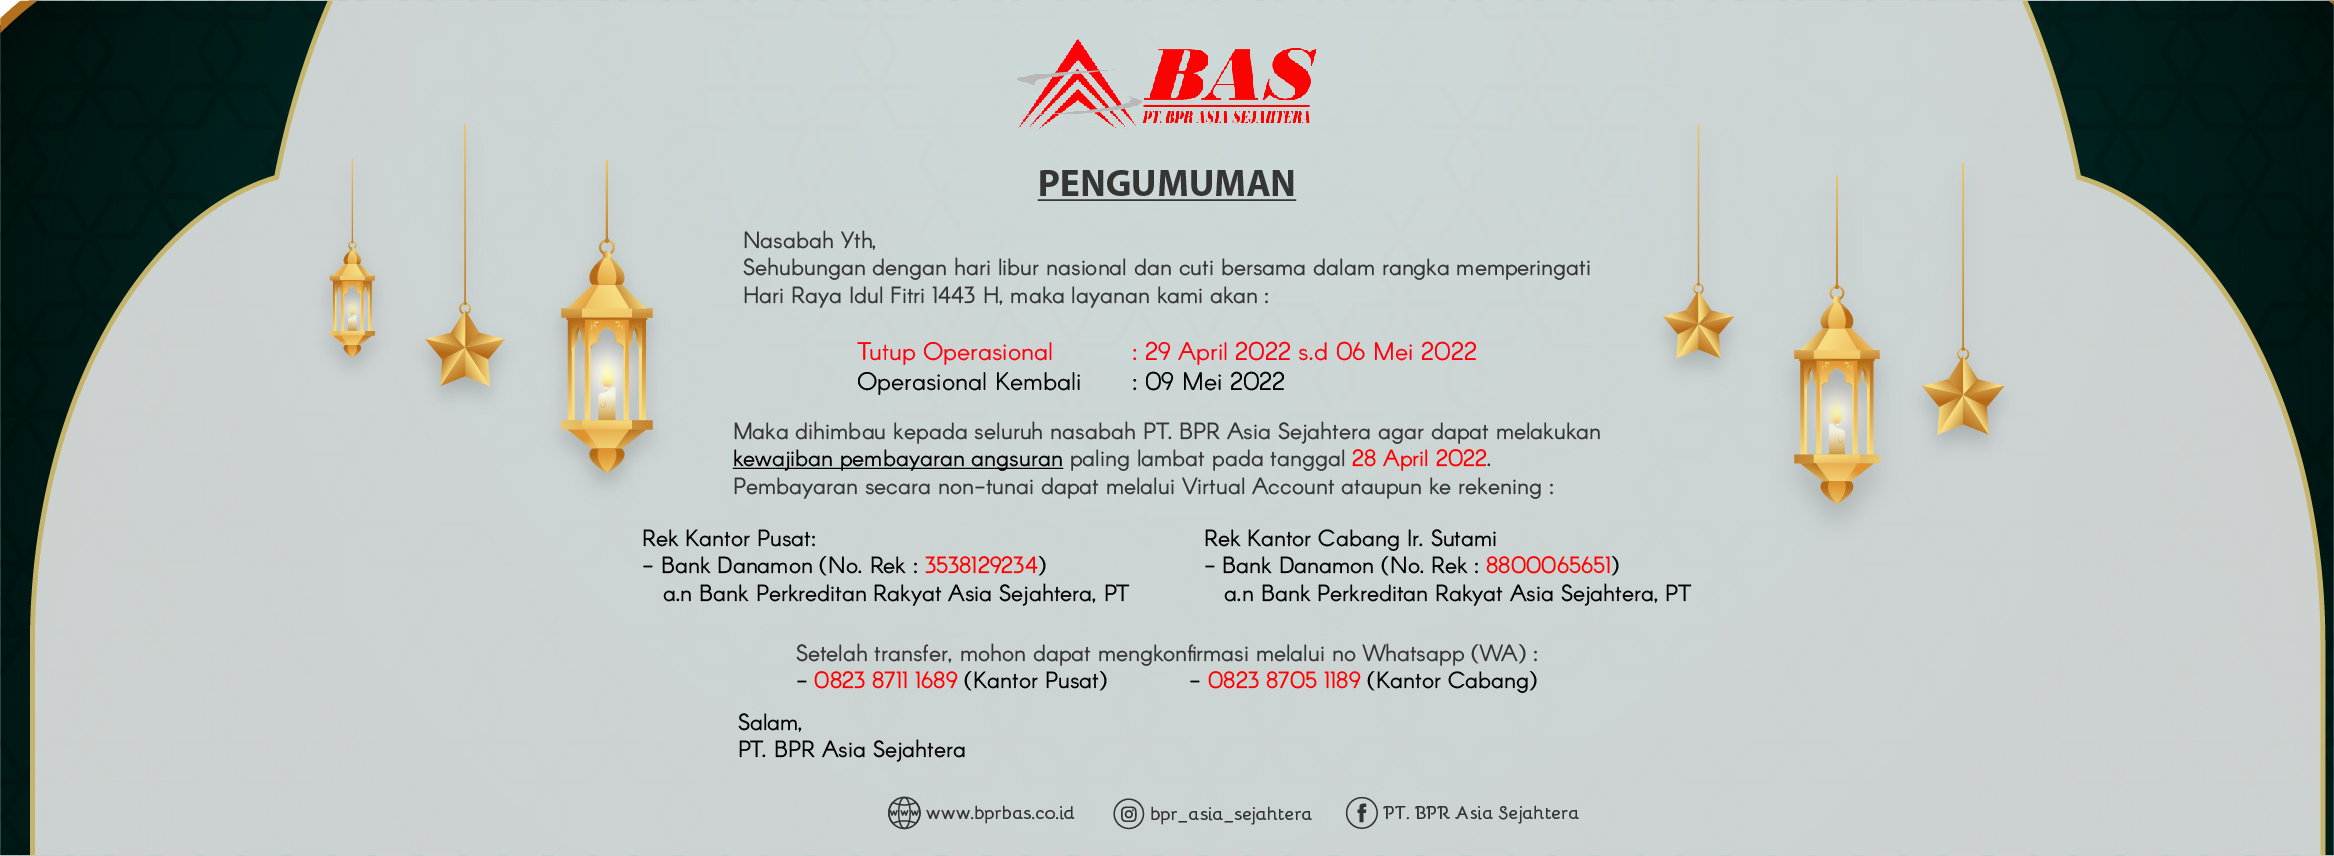 BAS
PT. BPR ASIA SEJAHTERA
PENGUMUMAN
Nasabah Yth,
Sehubungan dengan hari libur nasional dan cuti bersama dalam rangka memperingati
Hari Raya Idul Fitri 1443 H, maka layanan kami akan :
Tutup Operasional : 29 April 2022 s.d 06 Mei 2022
Operasional Kembali : 09 Mei 2022
Maka dihimbau kepada seluruh nasabah PT. BPR Asia Sejahtera agar dapat melakukan
kewajiban pembayaran angsuran paling lambat pada tanggal 28 April 2022.
Pembayaran secara non-tunai dapat melalui Virtual Account ataupun ke rekening :
Rek Kantor Pusat:
- Bank Danamon (No. Rek : 3538129234)
a.n Bank Perkreditan Rakyat Asia Sejahtera, PT
Rek Kantor Cabang Ir. Sutami
- Bank Danamon (No. Rek : 8800065651)
a.n Bank Perkreditan Rakyat Asia Sejahtera, PT
Setelah transfer, mohon dapat mengkonfirmasi melalui no Whatsapp (WA) :
- 0823 8711 1689 (Kantor Pusat) - 0823 8705 1189 (Kantor Cabang)
Salam,
PT. BPR Asia Sejahtera
www www.bprbas.co.id bpr_asia_sejahtera f PT. BPR Asia Sejahtera